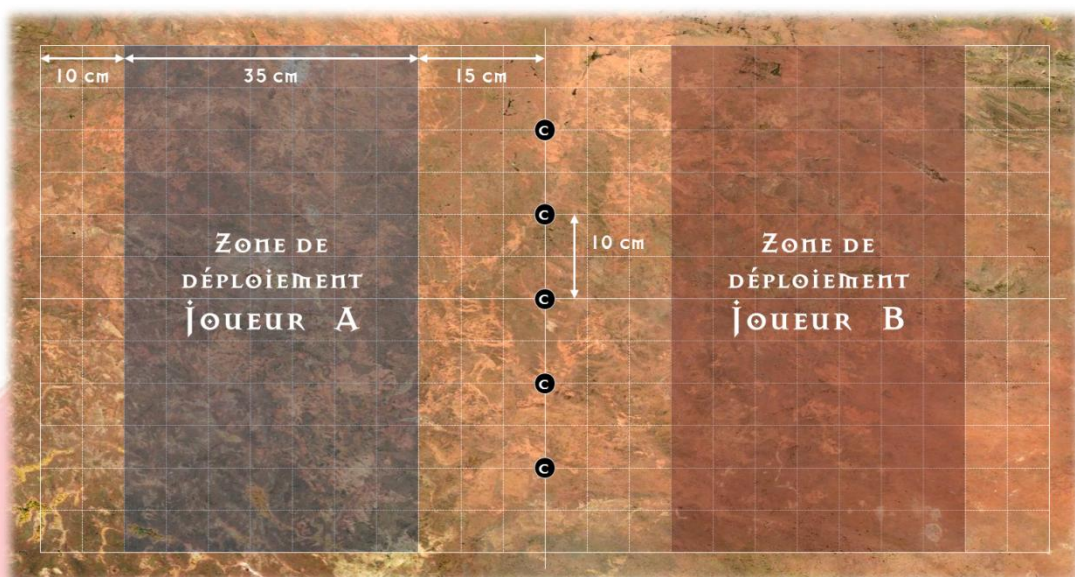 10 cm
35 cm
15 cm
C
C
10 cm
Zone de
déploiement
Joueur A
Zone de
déploiement
Joueur B
C
C
C